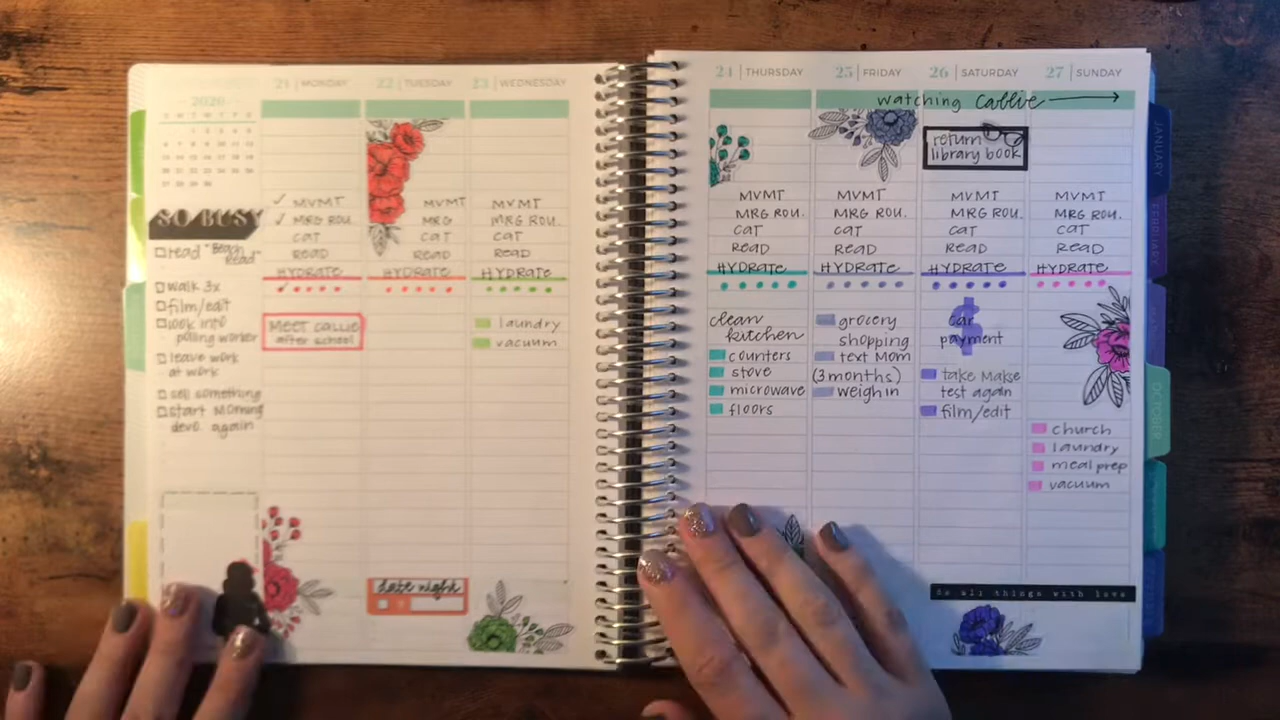 2020
S M T W T F S
SO BUSY
read "Beach
Read"
walk 3x
film/edit
look into
polling worker
leave work
at work
sell something
start morning
devo. again
21 | MONDAY
✓ MVMT
✓ MRG ROU.
CAT
READ
HYDRATE
MEET CALLIE
after school
22 | TUESDAY
MVMT
MRG
CAT
READ
HYDRATE
date night
23 | WEDNESDAY
MVMT
MRG ROU.
CAT
READ
HYDRATE
laundry
vacuum
24 | THURSDAY
MVMT
MRG ROU.
CAT
READ
HYDRATE
clean
kitchen
counters
stove
microwave
floors
25 | FRIDAY
watching Callie
MVMT
MRG ROU.
CAT
READ
HYDRATE
grocery
shopping
text Mom
(3 months)
weigh in
26 | SATURDAY
return
library book
MVMT
MRG ROU.
CAT
READ
HYDRATE
car
payment
take Makse
test again
film/edit
do all things with love
27 | SUNDAY
MVMT
MRG ROU.
CAT
READ
HYDRATE
church
laundry
meal prep
vacuum
JANUARY
FEBRUARY
OCTOBER